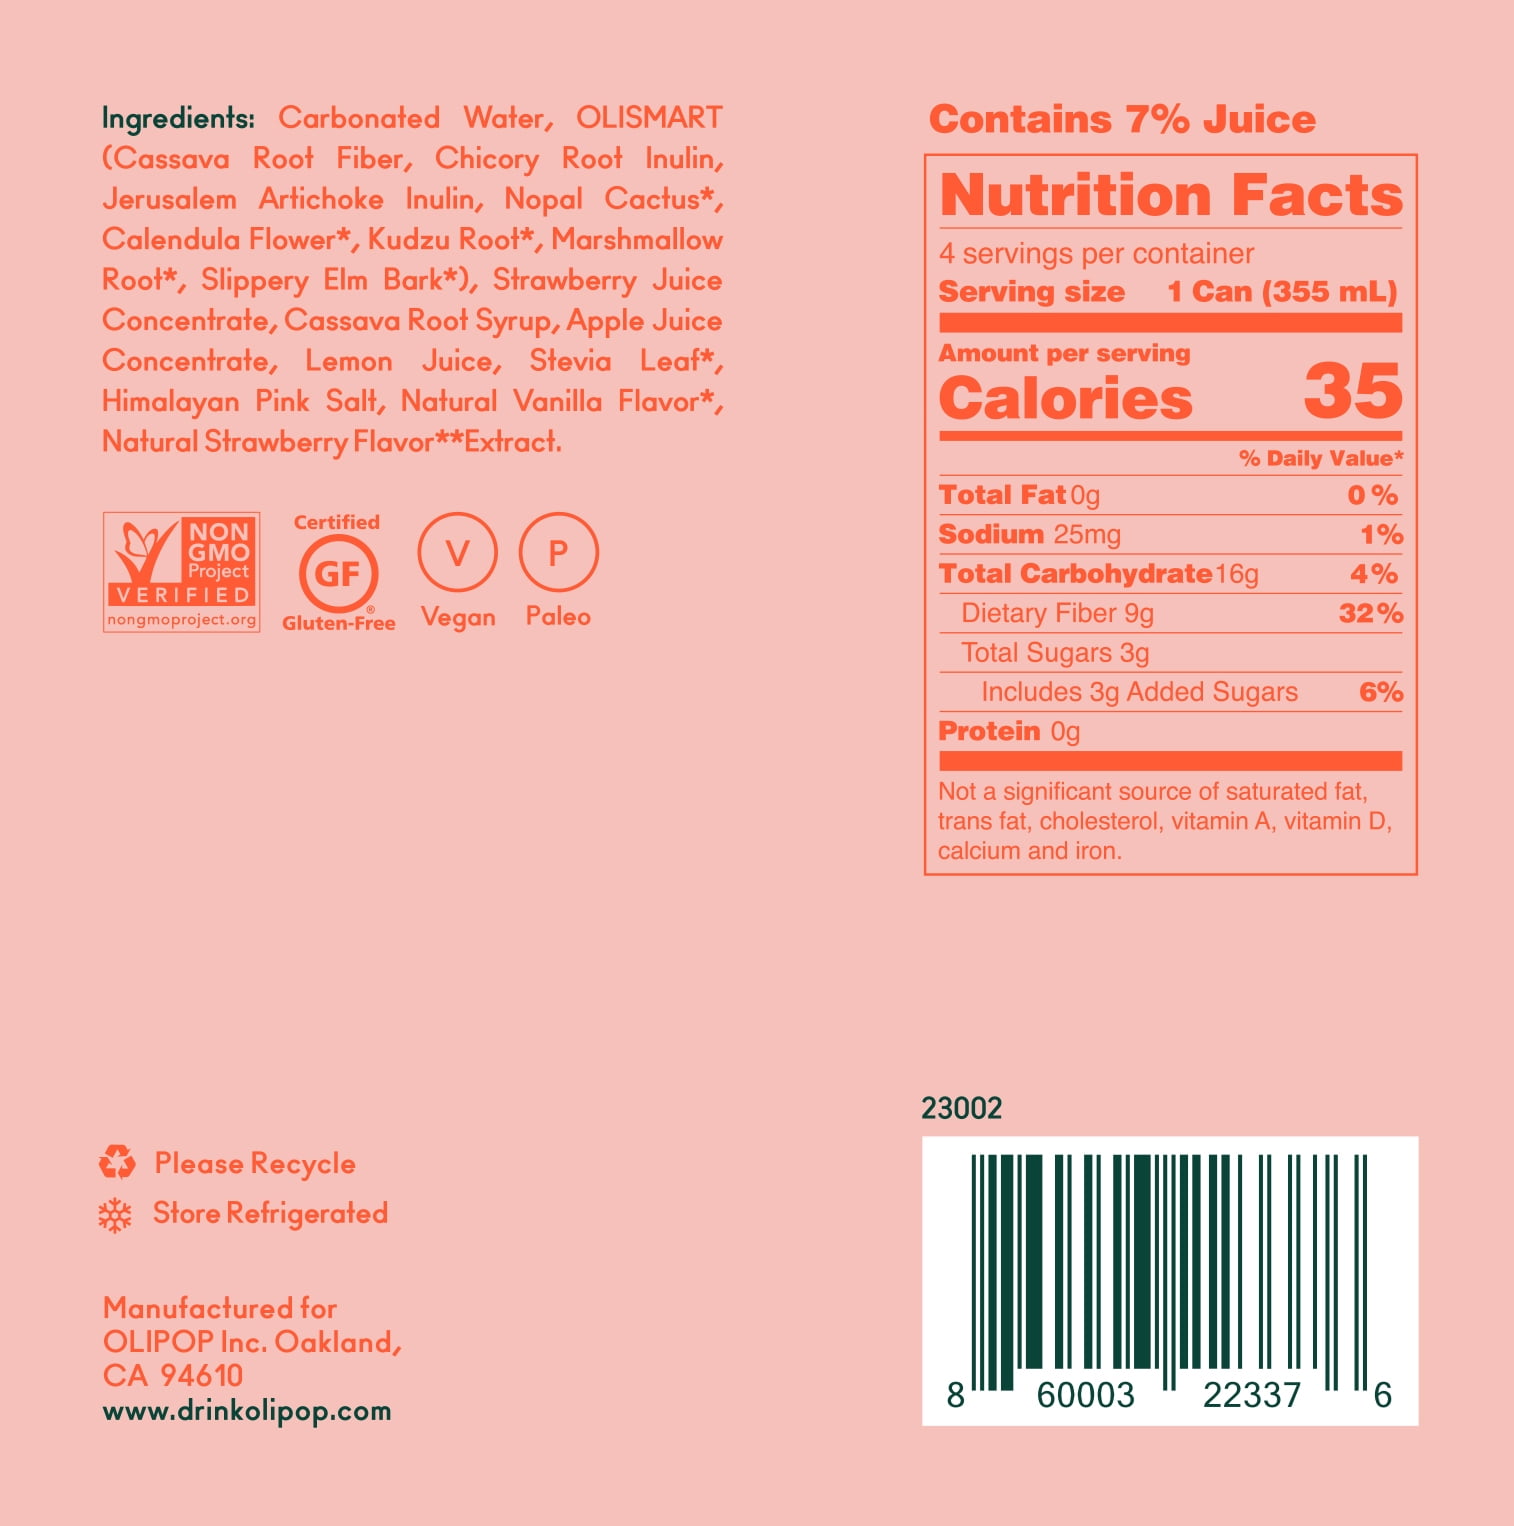 Ingredients: Carbonated Water, OLISMART
(Cassava Root Fiber, Chicory Root Inulin,
Jerusalem Artichoke Inulin, Nopal Cactus*,
Calendula Flower*, Kudzu Root*, Marshmallow
Root*, Slippery Elm Bark*), Strawberry Juice
Concentrate, Cassava Root Syrup, Apple Juice
Concentrate, Lemon Juice, Stevia Leaf*,
Himalayan Pink Salt, Natural Vanilla Flavor*,
Natural Strawberry Flavor**Extract.
NON
GMO
Project
VERIFIED
nongmoproject.org
Certified
GF
®
Gluten-Free
V
Vegan
P
Paleo
Please Recycle
Store Refrigerated
Manufactured for
OLIPOP Inc. Oakland,
CA 94610
www.drinkolipop.com
Contains 7% Juice
Nutrition Facts
4 servings per container
Serving size 1 Can (355 mL)
Amount per serving
Calories 35
% Daily Value*
Total Fat 0g 0 %
Sodium 25mg 1%
Total Carbohydrate 16g 4%
Dietary Fiber 9g 32%
Total Sugars 3g
Includes 3g Added Sugars 6%
Protein 0g
Not a significant source of saturated fat,
trans fat, cholesterol, vitamin A, vitamin D,
calcium and iron.
23002
8 60003 22337 6